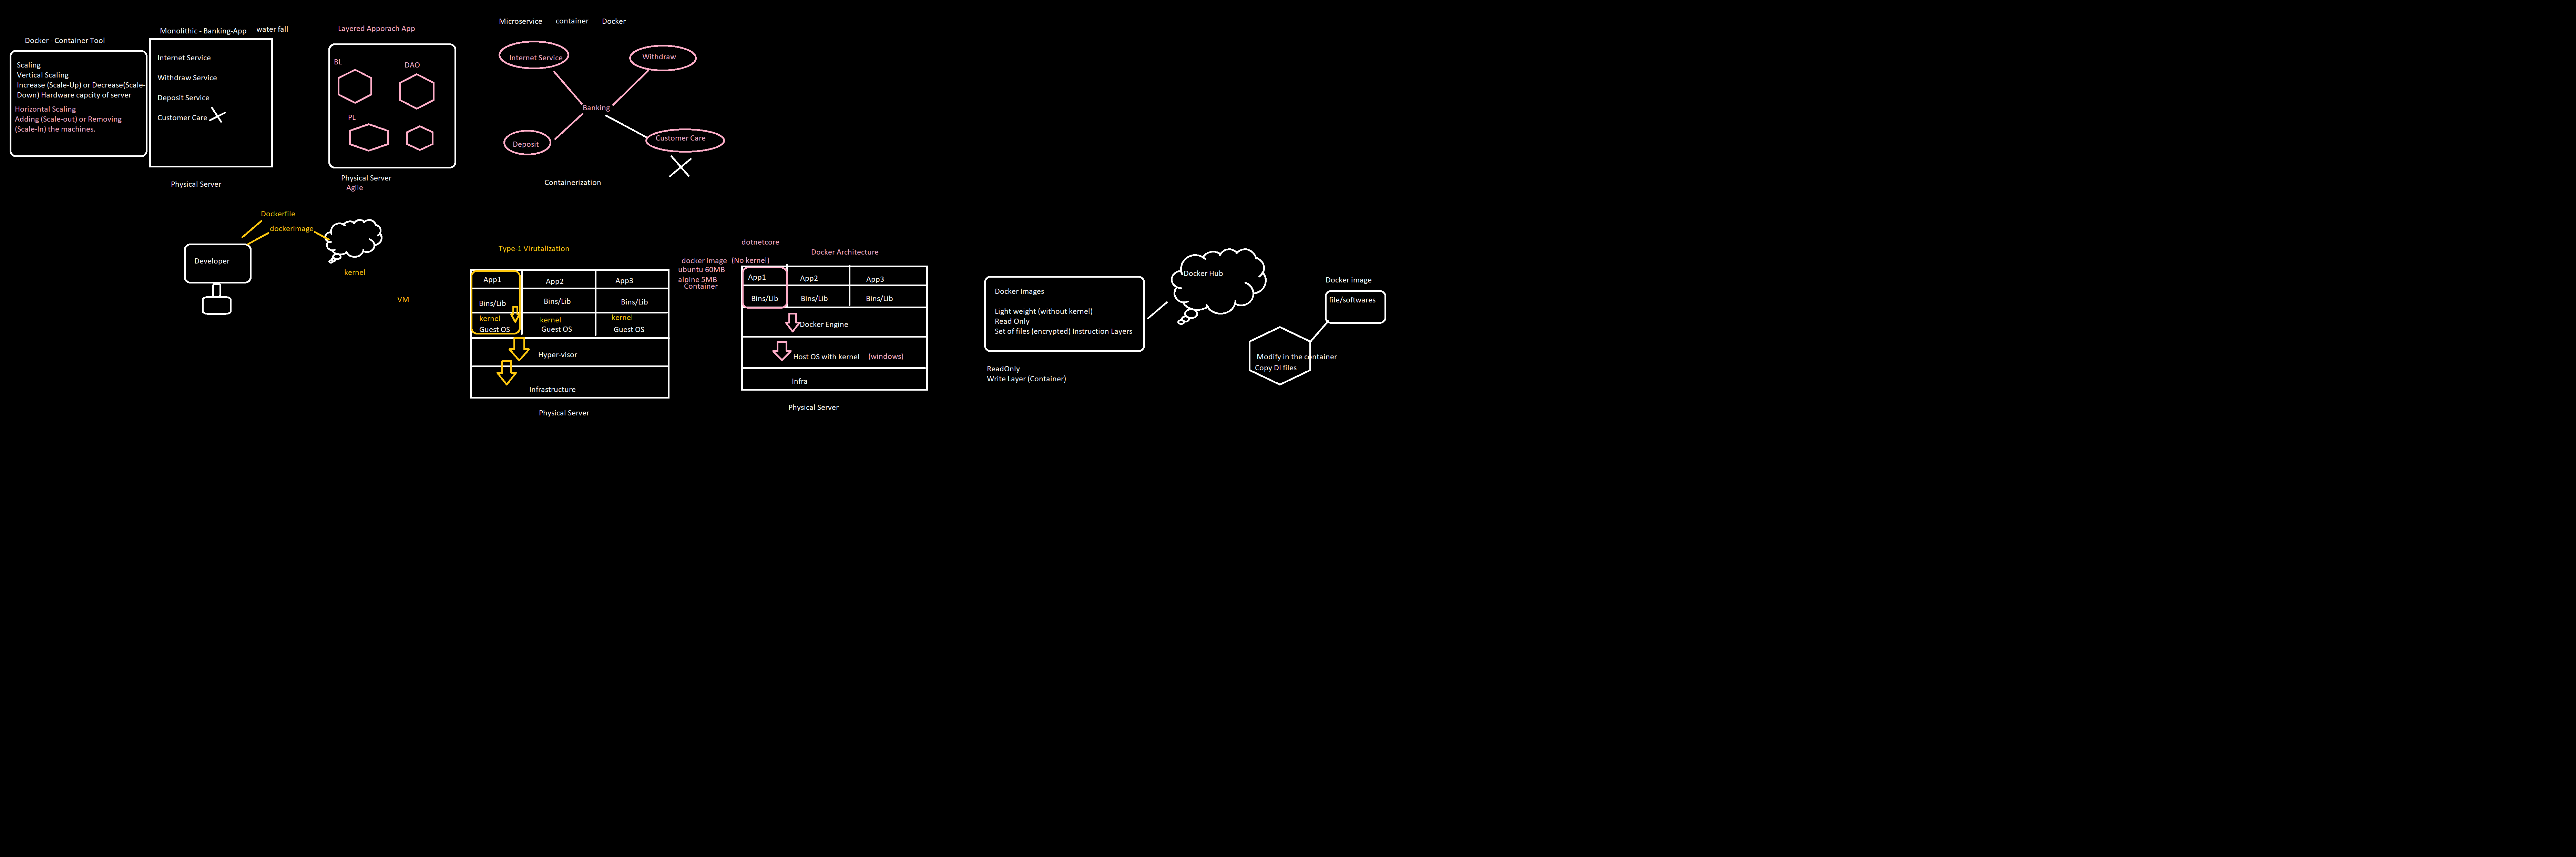 Docker - Container Tool
Scaling
Vertical Scaling
Increase (Scale-Up) or Decrease(Scale-
Down) Hardware capcity of server
Horizontal Scaling
Adding (Scale-out) or Removing
(Scale-In) the machines.
Monolithic - Banking-App
water fall
Internet Service
Withdraw Service
Deposit Service
Customer Care
Physical Server
Layered Apporach App
BL
DAO
PL
Physical Server
Agile
Microservice
container
Docker
Internet Service
Withdraw
Banking
Deposit
Customer Care
Containerization
Dockerfile
dockerImage
Developer
kernel
VM
Type-1 Virutalization
App1
App2
App3
Bins/Lib
Bins/Lib
Bins/Lib
kernel
kernel
kernel
Guest OS
Guest OS
Guest OS
Hyper-visor
Infrastructure
Physical Server
dotnetcore
Docker Architecture
docker image (No kernel)
ubuntu 60MB
alpine 5MB
Container
App1
App2
App3
Bins/Lib
Bins/Lib
Bins/Lib
Docker Engine
Host OS with kernel
(windows)
Infra
Physical Server
Docker Images
Light weight (without kernel)
Read Only
Set of files (encrypted) Instruction Layers
ReadOnly
Write Layer (Container)
Docker Hub
Docker image
file/softwares
Modify in the container
Copy DI files